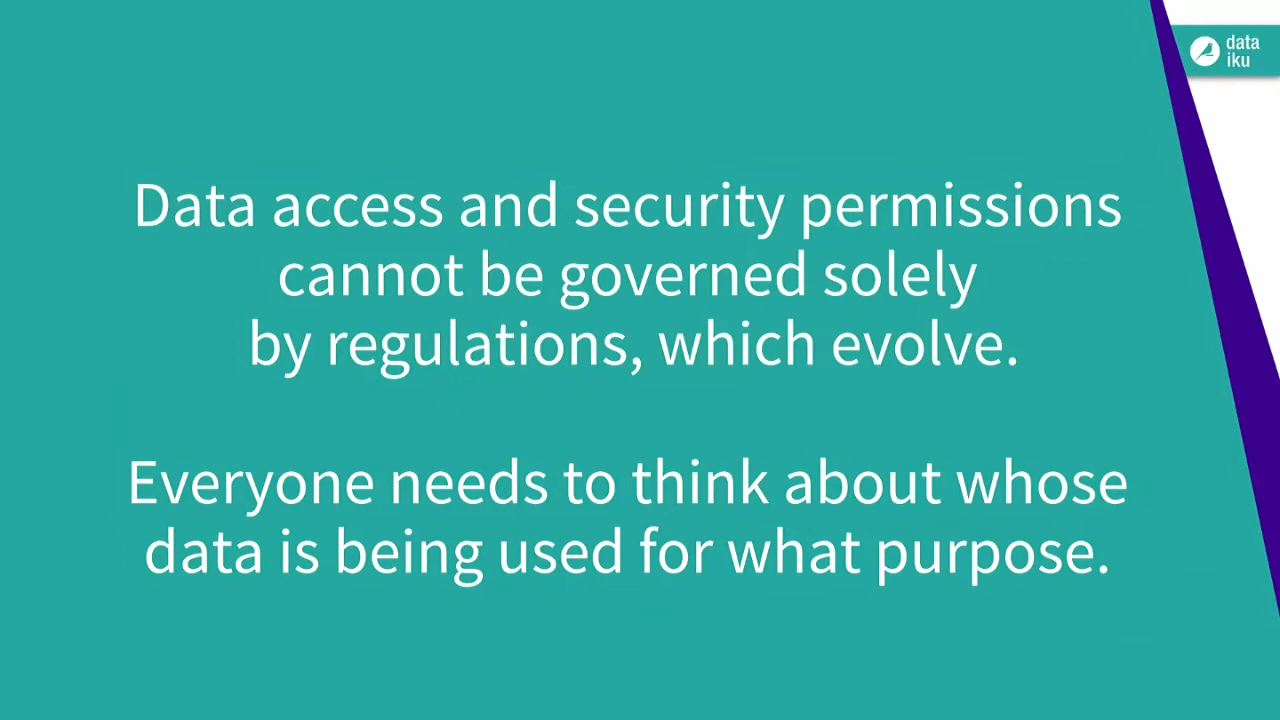 data
iku
Data access and security permissions
cannot be governed solely
by regulations, which evolve.
Everyone needs to think about whose
data is being used for what purpose.